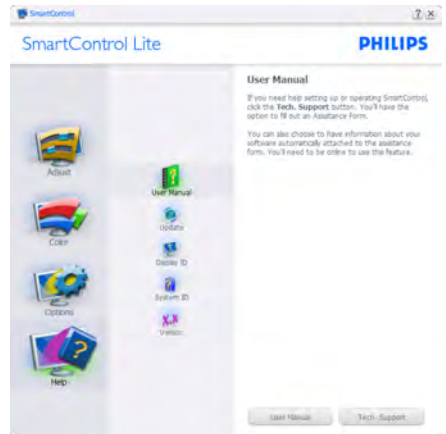 SmartControl
? x
SmartControl Lite
PHILIPS
User Manual
If you need help setting up or operating SmartControl,
click the Tech. Support button. You'll have the
option to fill out an Assistance Form.
You can also choose to have information about your
software automatically attached to the assistance
form. You'll need to be online to use this feature.
Adjust
Color
Options
Help
User Manual
Update
Display ID
System ID
Version
User Manual
Tech. Support